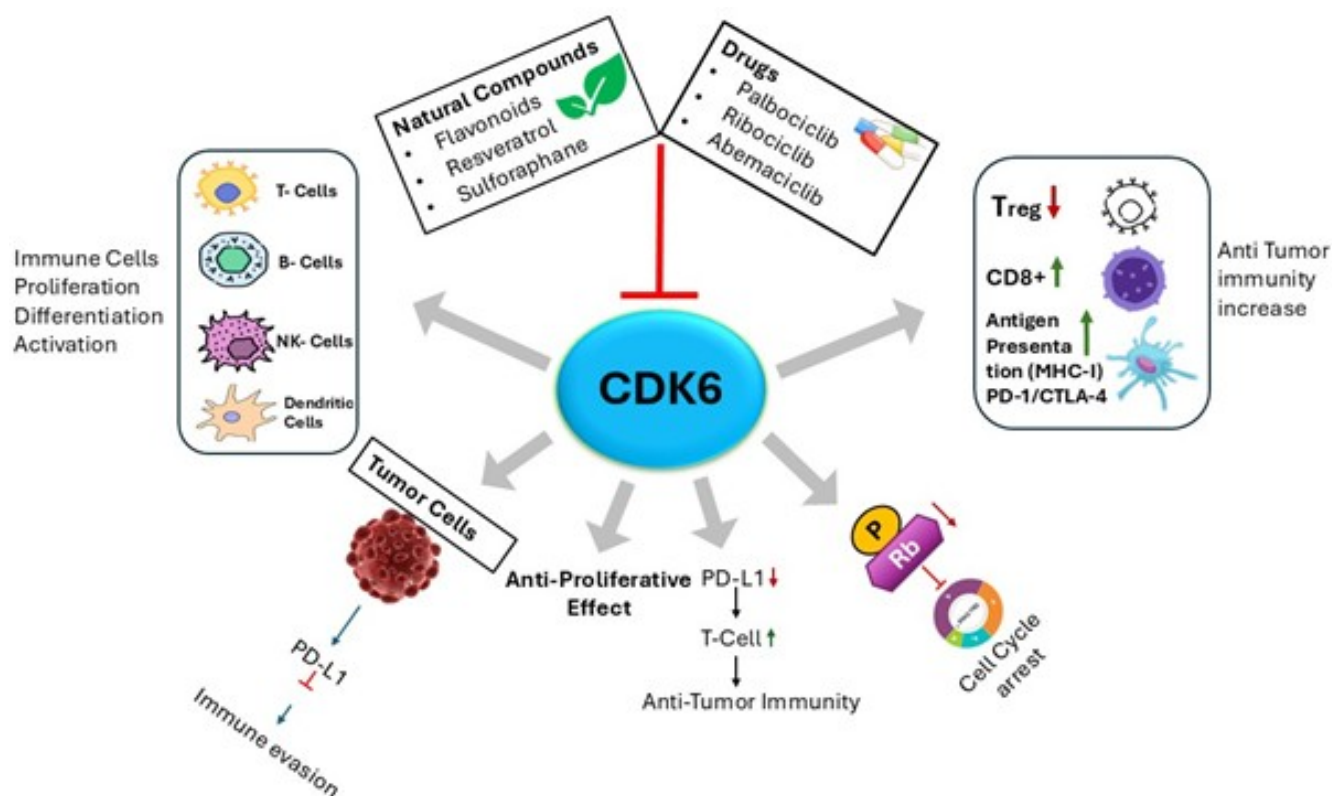 Natural Compounds
• Flavonoids
• Resveratrol
• Sulforaphane
Drugs
• Palbociclib
• Ribociclib
• Abernaciclib
Immune Cells
Proliferation
Differentiation
Activation
T- Cells
B- Cells
NK- Cells
Dendritic
Cells
CDK6
Treg
CD8+
Antigen
Presenta
tion (MHC-I)
PD-1/CTLA-4
Anti Tumor
immunity
increase
Tumor Cells
PD-L1
Immune evasion
Anti-Proliferative
Effect
PD-L1
T-Cell
Anti-Tumor Immunity
P
Rb
Cell Cycle
arrest